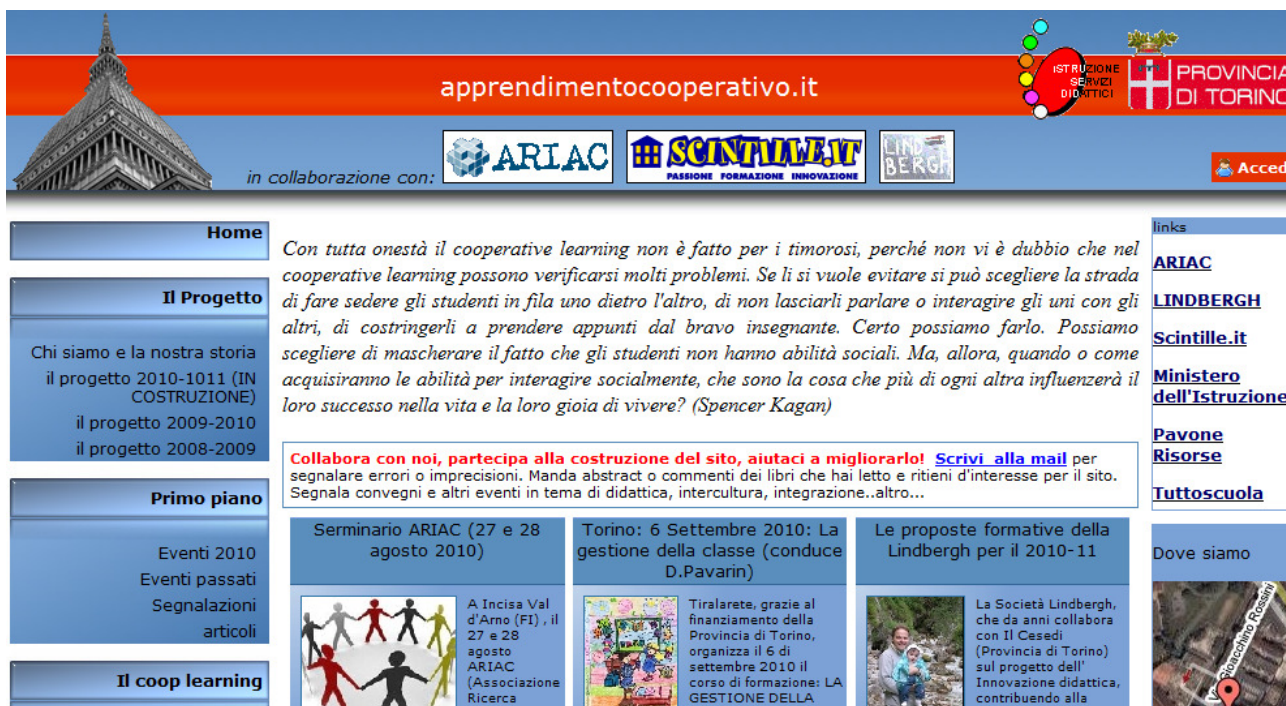 apprendimentocooperativo.it
ISTRUZIONE
SERVIZI
DIDATTICI
PROVINCIA
DI TORINO
in collaborazione con:
ARIAC
SCINTILLE.IT
PASSIONE FORMAZIONE INNOVAZIONE
LIND
BERGH
Acced
Home
Il Progetto
Chi siamo e la nostra storia
il progetto 2010-1011 (IN
COSTRUZIONE)
il progetto 2009-2010
il progetto 2008-2009
Primo piano
Eventi 2010
Eventi passati
Segnalazioni
articoli
Il coop learning
Con tutta onestà il cooperative learning non è fatto per i timorosi, perché non vi è dubbio che nel
cooperative learning possono verificarsi molti problemi. Se li si vuole evitare si può scegliere la strada
di fare sedere gli studenti in fila uno dietro l'altro, di non lasciarli parlare o interagire gli uni con gli
altri, di costringerli a prendere appunti dal bravo insegnante. Certo possiamo farlo. Possiamo
scegliere di mascherare il fatto che gli studenti non hanno abilità sociali. Ma, allora, quando o come
acquisiranno le abilità per interagire socialmente, che sono la cosa che più di ogni altra influenzerà il
loro successo nella vita e la loro gioia di vivere? (Spencer Kagan)
Collabora con noi, partecipa alla costruzione del sito, aiutaci a migliorarlo! Scrivi alla mail per
segnalare errori o imprecisioni. Manda abstract o commenti dei libri che hai letto e ritieni d'interesse per il sito.
Segnala convegni e altri eventi in tema di didattica, intercultura, integrazione..altro...
Serminario ARIAC (27 e 28
agosto 2010)
A Incisa Val
d'Arno (FI) , il
27 e 28
agosto
ARIAC
(Associazione
Ricerca
Torino: 6 Settembre 2010: La
gestione della classe (conduce
D.Pavarin)
Tiralarete, grazie al
finanziamento della
Provincia di Torino,
organizza il 6 di
settembre 2010 il
corso di formazione: LA
GESTIONE DELLA
Le proposte formative della
Lindbergh per il 2010-11
La Società Lindbergh,
che da anni collabora
con Il Cesedi
(Provincia di Torino)
sul progetto dell'
Innovazione didattica,
contribuendo alla
links
ARIAC
LINDBERGH
Scintille.it
Ministero
dell'Istruzione
Pavone
Risorse
Tuttoscuola
Dove siamo
Gioacchino Rossini